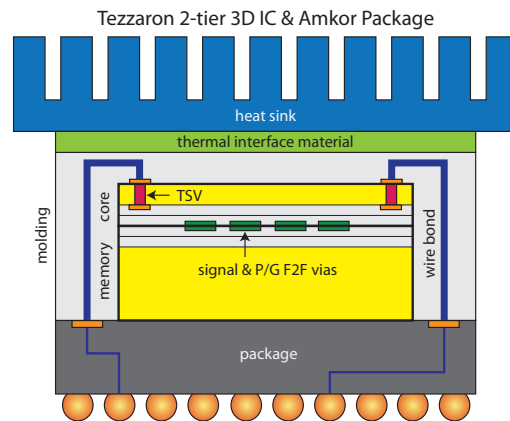 Tezzaron 2-tier 3D IC & Amkor Package
heat sink
thermal interface material
TSV
core
molding
memory
wire bond
signal & P/G F2F vias
package